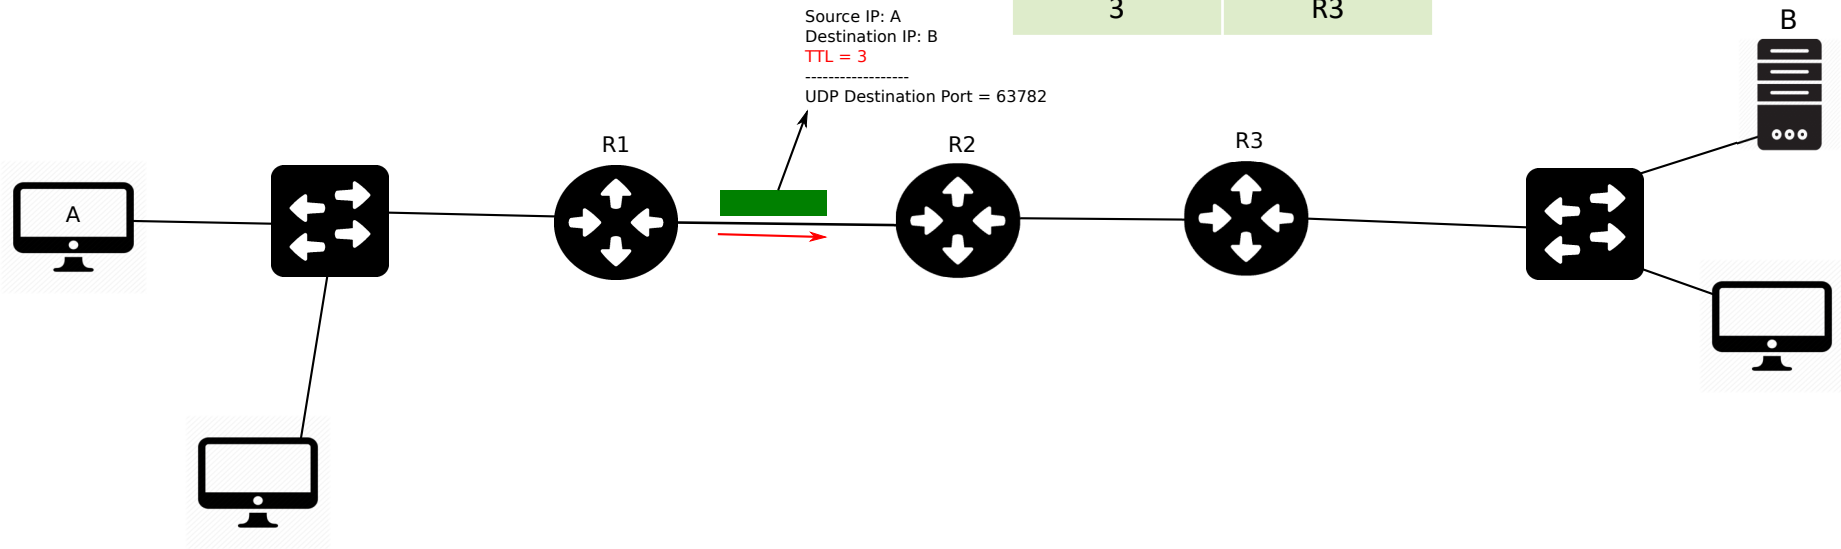 3 R3
Source IP: A
Destination IP: B
TTL = 3
------------------
UDP Destination Port = 63782
B
R1
R2
R3
A